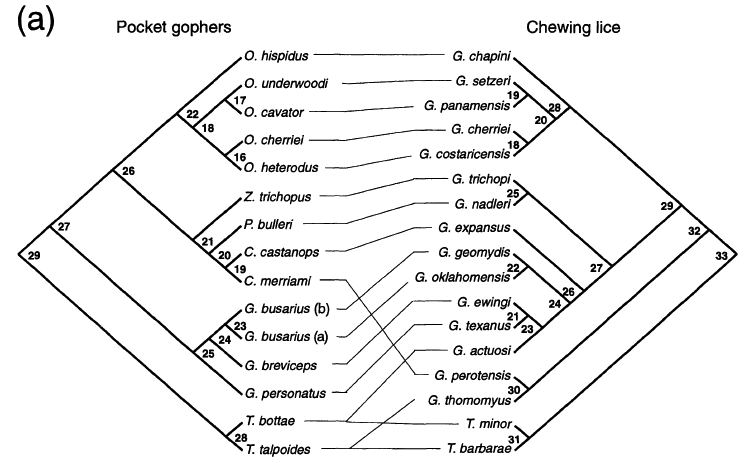 (a)
Pocket gophers
Chewing lice
O. hispidus
G. chapini
O. underwoodi
G. setzeri
17
19
28
O. cavator
G. panamensis
22
20
18
O. cherriei
G. cherriei
16
18
O. heterodus
G. costaricensis
26
Z. trichopus
G. trichopi
25
P. bulleri
G. nadleri
29
27
C. castanops
G. expansus
32
21
20
G. geomydis
29
19
22
27
33
C. merriami
G. oklahomensis
26
24
G. busarius (b)
G. ewingi
23
21
G. busarius (a)
G. texanus
24
23
25
G. breviceps
G. actuosi
G. personatus
G. perotensis
30
G. thomomyus
T. bottae
T. minor
28
31
T. talpoides
T. barbarae